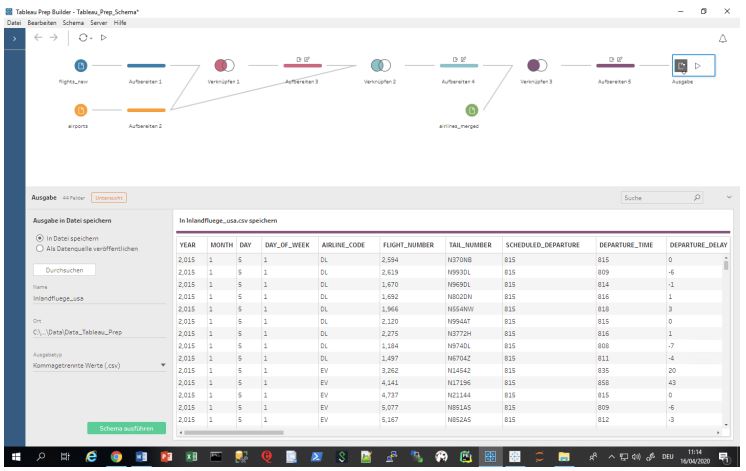 Tableau Prep Builder - Tableau_Prep_Schema*
Datei Bearbeiten Schema Server Hilfe
flights_new Aufbereiten 1 Verknüpfen 1 Aufbereiten 3 Verknüpfen 2 Aufbereiten 4 Verknüpfen 3 Aufbereiten 5 Ausgabe
airports Aufbereiten 2 airlines_merged
Ausgabe 44 Felder Untersucht Suche
Ausgabe in Datei speichern
In Datei speichern
Als Datenquelle veröffentlichen
Durchsuchen
Name
Inlandfluege_usa
Ort
C:\...\Data\Data_Tableau_Prep
Ausgabetyp
Kommagetrennte Werte (.csv)
Schema ausführen
In Inlandfluege_usa.csv speichern
YEAR MONTH DAY DAY_OF_WEEK AIRLINE_CODE FLIGHT_NUMBER TAIL_NUMBER SCHEDULED_DEPARTURE DEPARTURE_TIME DEPARTURE_DELAY
2,015 1 5 1 DL 2,594 N370NB 815 815 0
2,015 1 5 1 DL 2,619 N993DL 815 809 -6
2,015 1 5 1 DL 1,670 N969DL 815 814 -1
2,015 1 5 1 DL 1,692 N802DN 815 816 1
2,015 1 5 1 DL 1,966 N554NW 815 818 3
2,015 1 5 1 DL 2,120 N994AT 815 815 0
2,015 1 5 1 DL 2,275 N3772H 815 816 1
2,015 1 5 1 DL 1,184 N974DL 815 808 -7
2,015 1 5 1 DL 1,497 N6704Z 815 811 -4
2,015 1 5 1 EV 3,262 N14542 815 835 20
2,015 1 5 1 EV 4,141 N17196 815 858 43
2,015 1 5 1 EV 4,737 N21144 815 815 0
2,015 1 5 1 EV 5,077 N851AS 815 809 -6
2,015 1 5 1 EV 5,167 N852AS 815 812 -3
DEU
11:14
16/04/2020